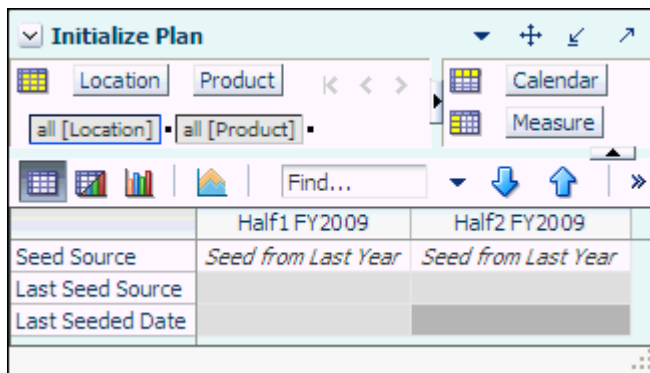 Initialize Plan
Location Product Calendar
all [Location] all [Product] Measure
Find...
Half1 FY2009 Half2 FY2009
Seed Source Seed from Last Year Seed from Last Year
Last Seed Source
Last Seeded Date